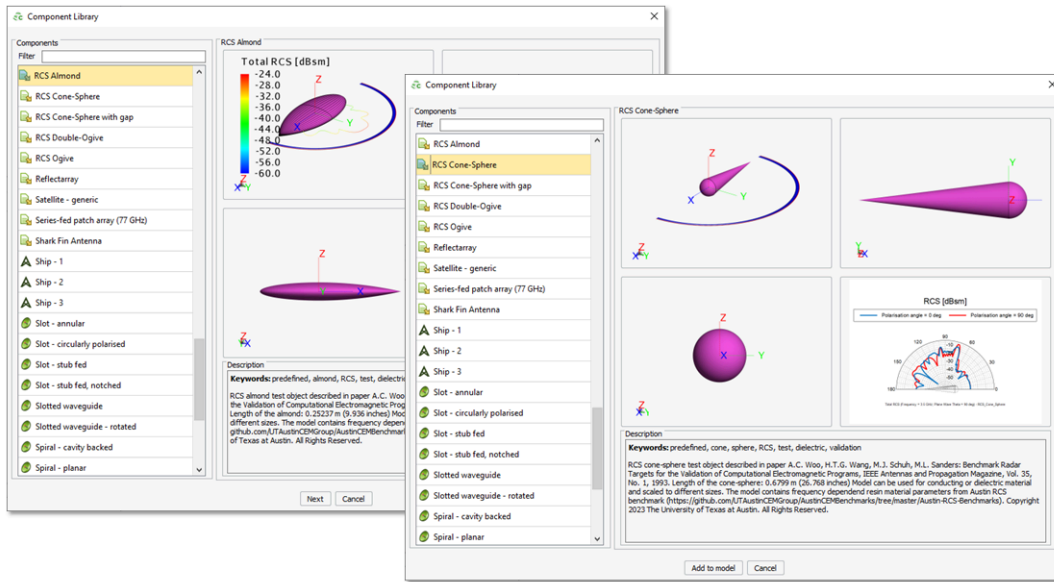 Component Library
Components
Filter
RCS Almond
RCS Cone-Sphere
RCS Cone-Sphere with gap
RCS Double-Ogive
RCS Ogive
Reflectarray
Satellite - generic
Series-fed patch array (77 GHz)
Shark Fin Antenna
Ship - 1
Ship - 2
Ship - 3
Slot - annular
Slot - circularly polarised
Slot - stub fed
Slot - stub fed, notched
Slotted waveguide
Slotted waveguide - rotated
Spiral - cavity backed
Spiral - planar
RCS Almond
Total RCS [dBsm]
-24.0
-28.0
-32.0
-36.0
-40.0
-44.0
-48.0
-52.0
-56.0
-60.0
Z
Y
X
Z
Y
X
Description
Keywords: predefined, almond, RCS, test, dielectric
RCS almond test object described in paper A.C. Woo
the Validation of Computational Electromagnetic Prog
Length of the almond: 0.25237 m (9.936 inches) Mod
different sizes. The model contains frequency depend
github.com/UTAustinCEMGroup/AustinCEMBenchmark
of Texas at Austin. All Rights Reserved.
Next
Cancel
Component Library
Components
Filter
RCS Almond
RCS Cone-Sphere
RCS Cone-Sphere with gap
RCS Double-Ogive
RCS Ogive
Reflectarray
Satellite - generic
Series-fed patch array (77 GHz)
Shark Fin Antenna
Ship - 1
Ship - 2
Ship - 3
Slot - annular
Slot - circularly polarised
Slot - stub fed
Slot - stub fed, notched
Slotted waveguide
Slotted waveguide - rotated
Spiral - cavity backed
Spiral - planar
RCS Cone-Sphere
Z
X
Y
Y
Z
Z
X
Y
RCS [dBsm]
Polarisation angle = 0 deg
Polarisation angle = 90 deg
Description
Keywords: predefined, cone, sphere, RCS, test, dielectric, validation
RCS cone-sphere test object described in paper A.C. Woo, H.T.G. Wang, M.J. Schuh, M.L. Sanders: Benchmark Radar
Targets for the Validation of Computational Electromagnetic Programs, IEEE Antennas and Propagation Magazine, Vol. 35,
No. 1, 1993. Length of the cone-sphere: 0.6799 m (26.768 inches) Model can be used for conducting or dielectric material
and scaled to different sizes. The model contains frequency dependend resin material parameters from Austin RCS
benchmark (https://github.com/UTAustinCEMGroup/AustinCEMBenchmarks/tree/master/Austin-RCS-Benchmarks). Copyright
2023 The University of Texas at Austin. All Rights Reserved.
Add to model
Cancel